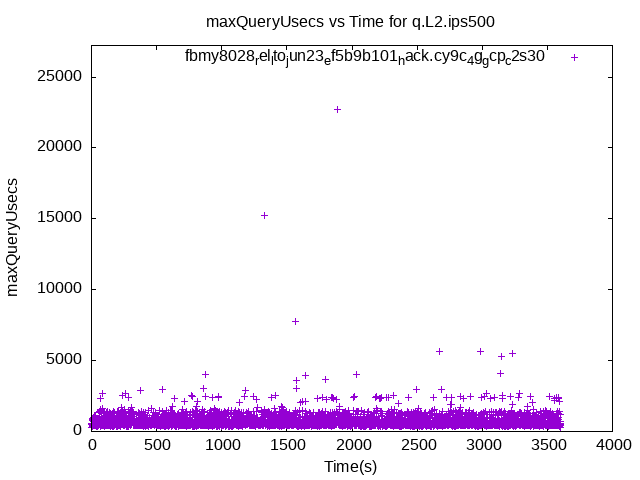 maxQueryUsecs vs Time for q.L2.ips500
fbmy8028relltojun23ef5b9b101hack.cy9c4ggcpc2s30
25000
20000
15000
10000
5000
0
maxQueryUsecs
0 500 1000 1500 2000 2500 3000 3500 4000
Time(s)